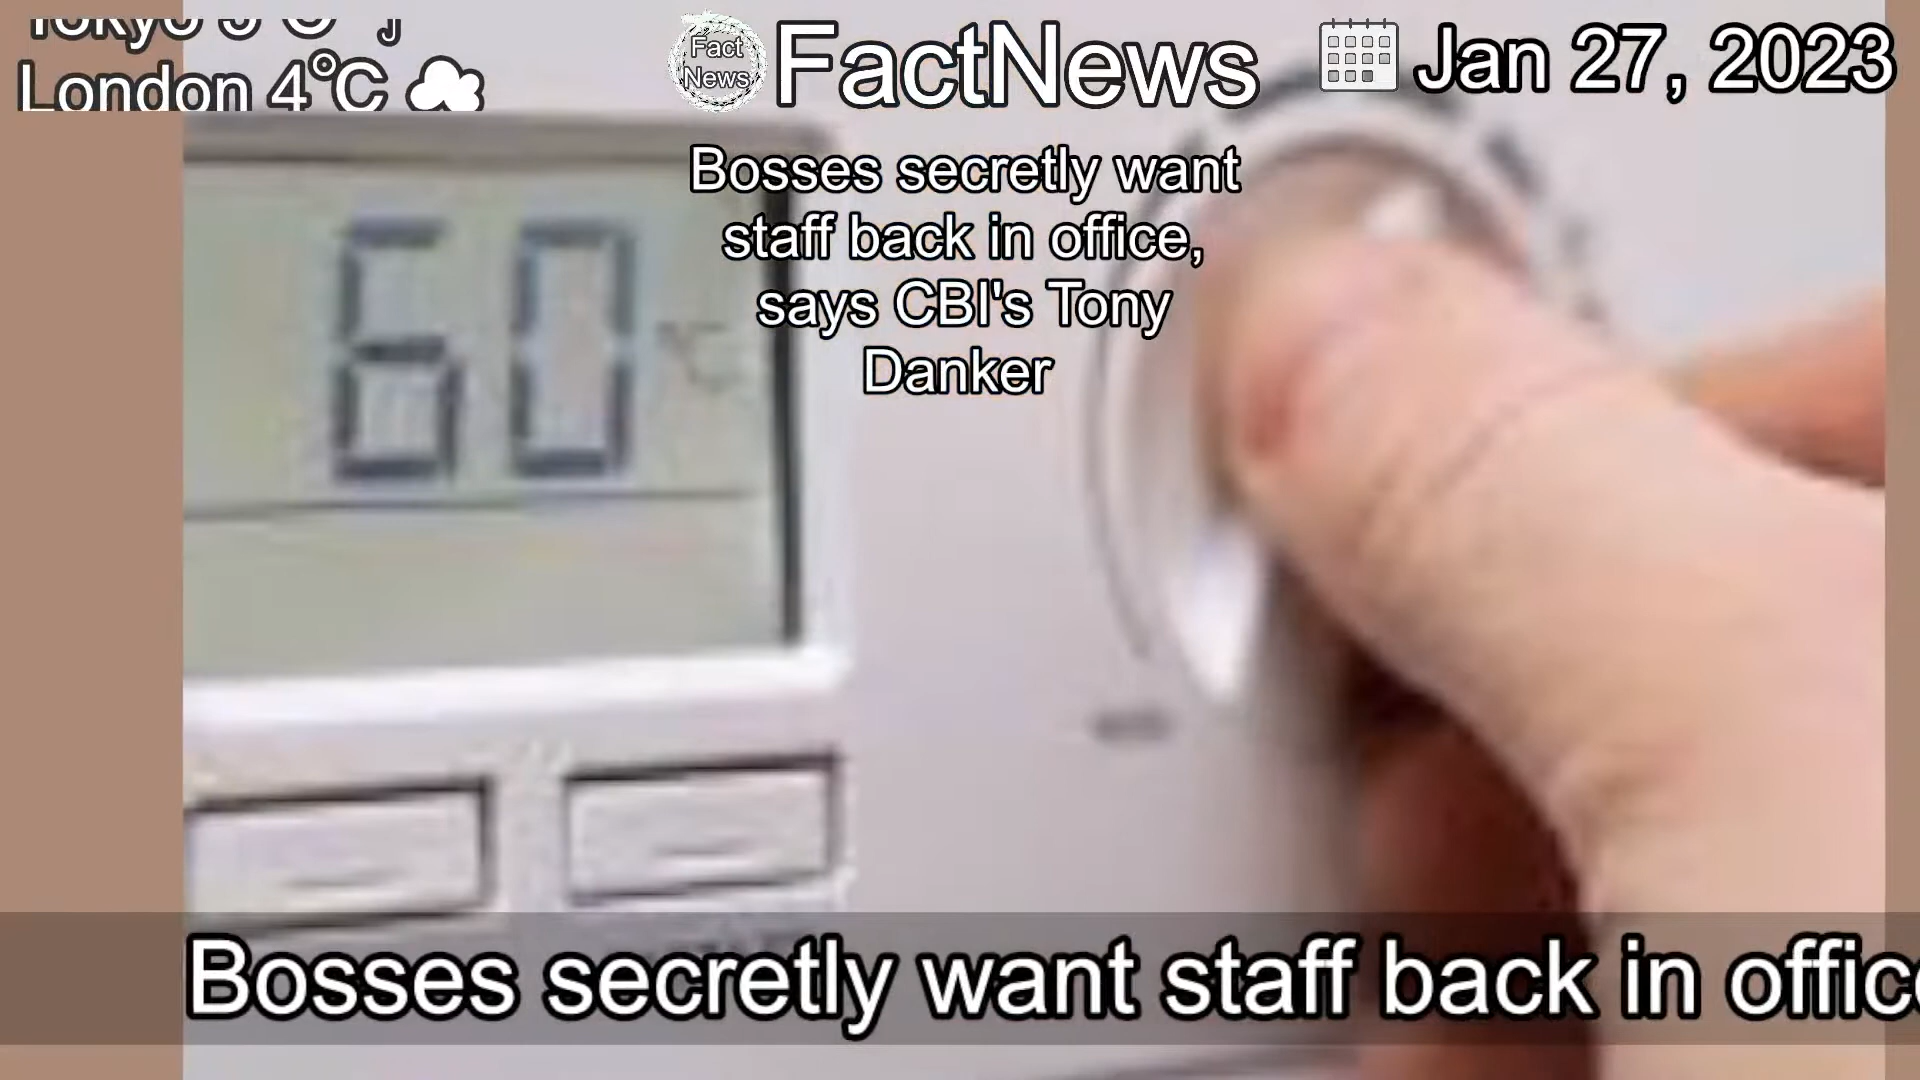 London 4°C
Fact
News
FactNews
Jan 27, 2023
Bosses secretly want
staff back in office,
says CBI's Tony
Danker
60
°C
Bosses secretly want staff back in offic